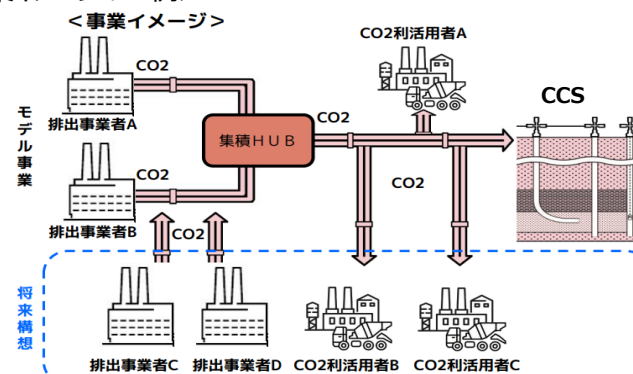 ＜事業イメージ＞
CO2
排出事業者A
モデル事業
CO2
排出事業者B
集積ＨＵＢ
CO2
CO2利活用者A
CO2
CCS
CO2
将来構想
排出事業者C
排出事業者D
CO2利活用者B
CO2利活用者C